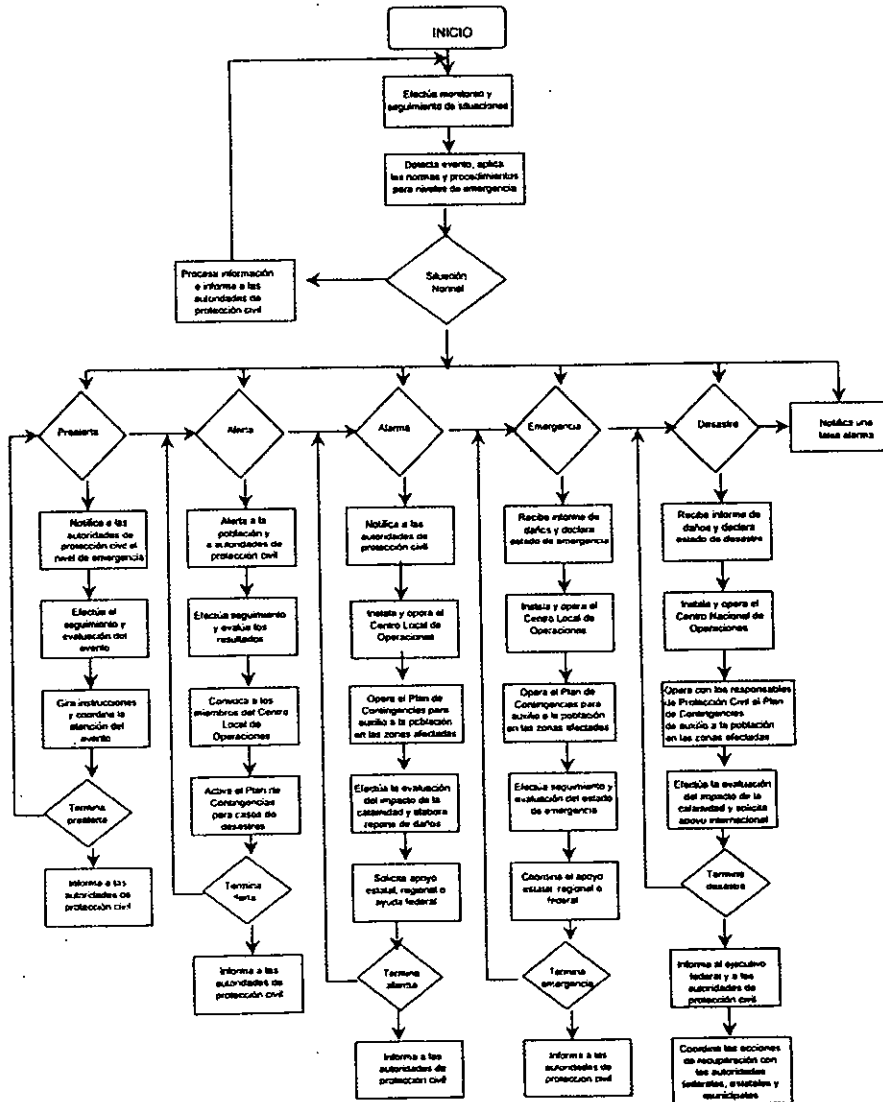 INICIO
Efectúa monitoreo y
seguimiento de situaciones
Detecta evento, aplica
las normas y procedimientos
para niveles de emergencia
Situación
Normal
Procesa información
e informa a las
autoridades de
protección civil
Prealerta
Alerta
Alarma
Emergencia
Desastre
Notifica una
falsa alarma
Notifica a las
autoridades de
protección civil el
nivel de emergencia
Efectúa el
seguimiento y
evaluación del
evento
Gira instrucciones
y coordina la
atención del
evento
Termina
prealerta
Informa a las
autoridades de
protección civil
Alerta a la
población y
a autoridades de
protección civil
Efectúa seguimiento
y evalúa los
resultados
Convoca a los
miembros del Centro
Local de
Operaciones
Activa el Plan de
Contingencias
para casos de
desastres
Termina
Informa a las
autoridades de
protección civil
Notifica a las
autoridades de
protección civil
Instala y opera el
Centro Local de
Operaciones
Opera el Plan de
Contingencias para
auxilio a la población
en las zonas afectadas
Efectúa la evaluación
del impacto de la
calamidad y elabora
reporte de daños
Solicita apoyo
estatal, regional o
ayuda federal
Termina
alarma
Informa a las
autoridades de
protección civil
Recibe informe de
daños y declara
estado de emergencia
Instala y opera el
Centro Local de
Operaciones
Opera el Plan de
Contingencias para
auxilio a la población
en las zonas afectadas
Efectúa seguimiento y
evaluación del estado
de emergencia
Coordina el apoyo
estatal regional o
federal
Termina
emergencia
Informa a las
autoridades de
protección civil
Recibe informe de
daños y declara
estado de desastre
Instala y opera el
Centro Nacional de
Operaciones
Opera con los responsables
de Protección Civil el Plan
de Contingencias
de auxilio a la población
en las zonas afectadas
Efectúa la evaluación
del impacto de la
calamidad y solicita
apoyo internacional
Termina
desastre
Informa al ejecutivo
federal y a las
autoridades de
protección civil
Coordina las acciones
de recuperación con
las autoridades
federales, estatales y
municipales